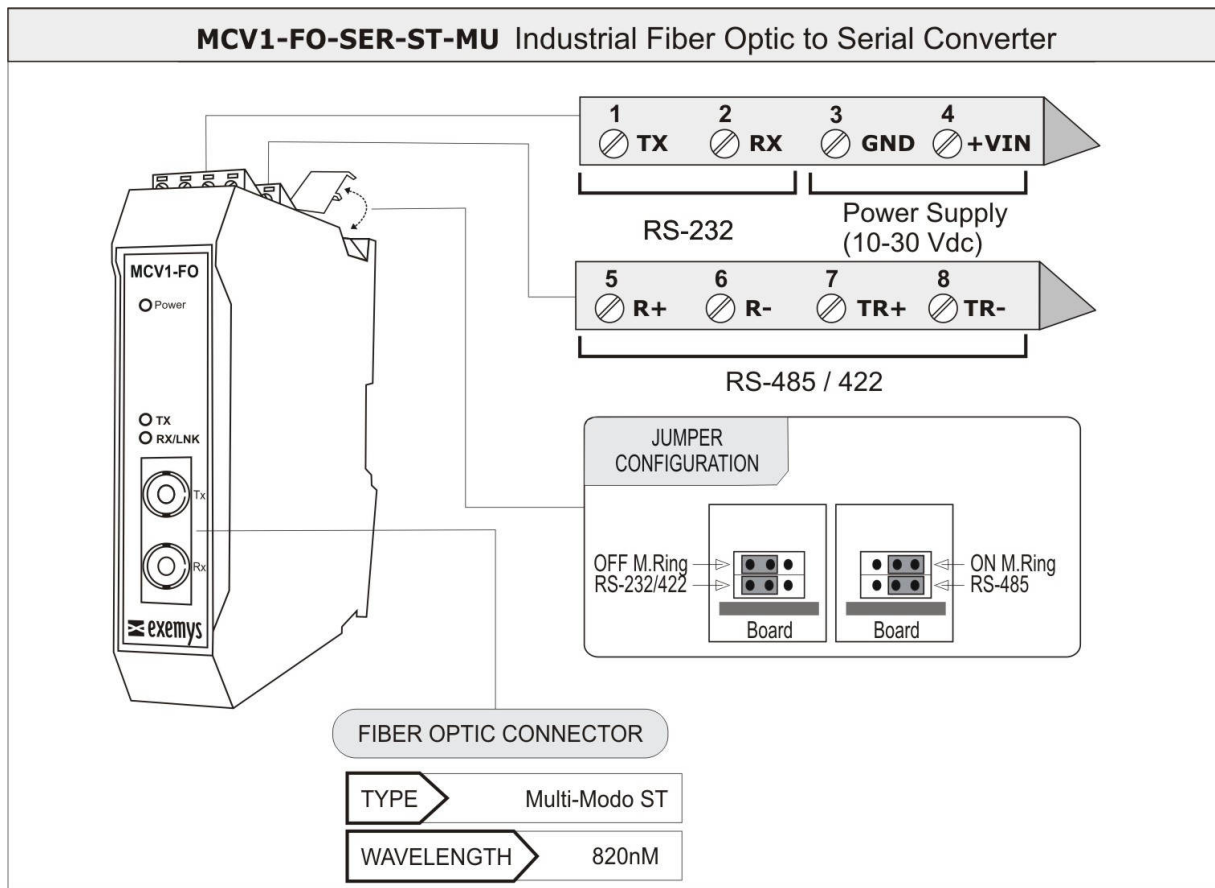 MCV1-FO-SER-ST-MU Industrial Fiber Optic to Serial Converter
1 2 3 4
TX RX GND +VIN
RS-232
Power Supply
(10-30 Vdc)
5 6 7 8
R+ R- TR+ TR-
RS-485 / 422
MCV1-FO
Power
TX
RX/LNK
Tx
Rx
exemys
JUMPER
CONFIGURATION
OFF M.Ring
RS-232/422
ON M.Ring
RS-485
Board
Board
FIBER OPTIC CONNECTOR
TYPE Multi-Modo ST
WAVELENGTH 820nM